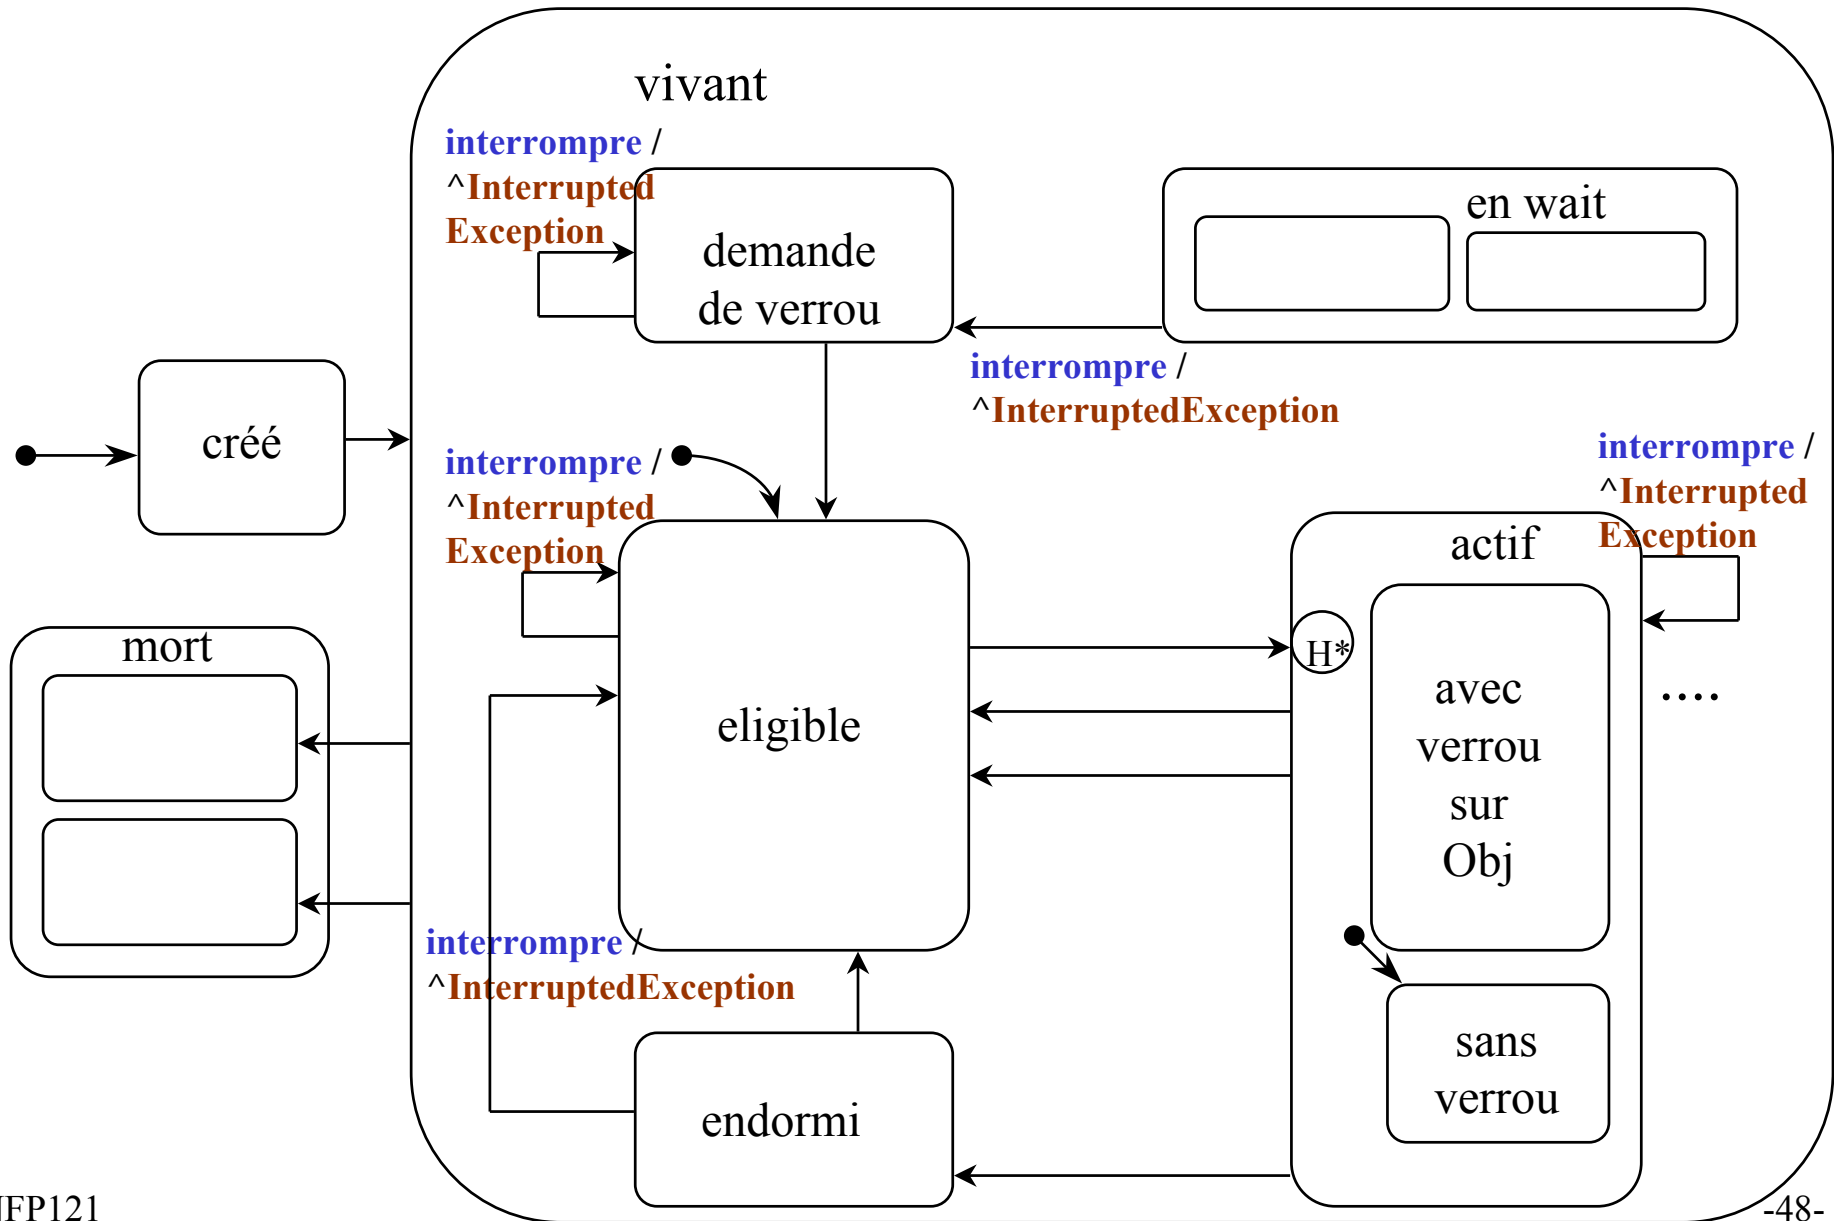 vivant
interrompre /
^Interrupted
Exception
demande
de verrou
en wait
interrompre /
^InterruptedException
créé
interrompre /
^Interrupted
Exception
interrompre /
^Interrupted
Exception
actif
mort
H*
eligible
avec
verrou
sur
Obj
....
interrompre /
^InterruptedException
sans
verrou
endormi
-48-